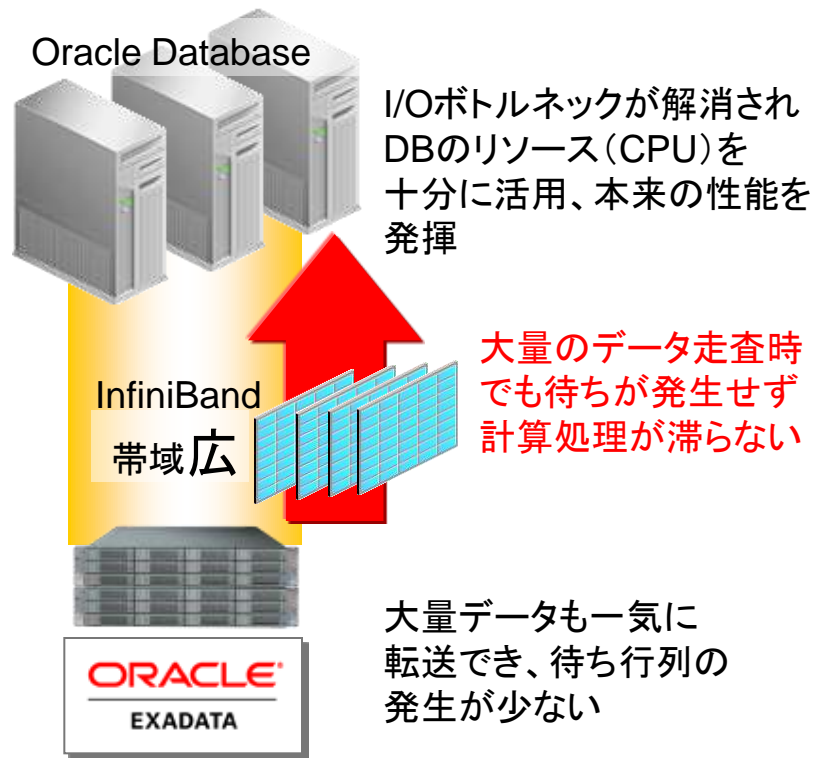 Oracle Database
I/Oボトルネックが解消され
DBのリソース（CPU）を
十分に活用、本来の性能を
発揮
大量のデータ走査時
でも待ちが発生せず
計算処理が滞らない
InfiniBand
帯域広
大量データも一気に
転送でき、待ち行列の
発生が少ない
ORACLE®
EXADATA